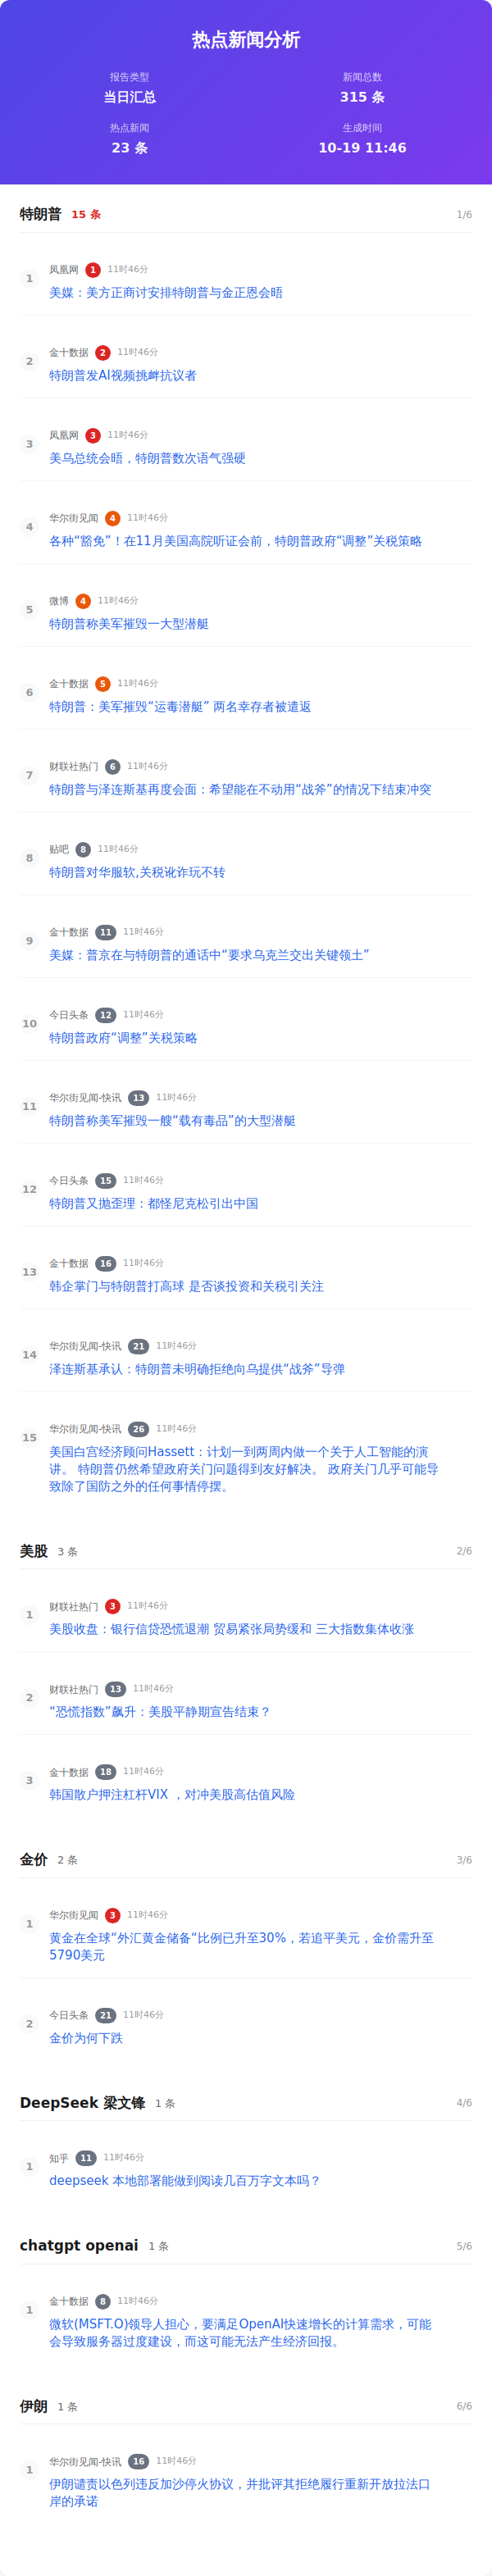 热点新闻分析
报告类型
新闻总数
当日汇总
315 条
热点新闻
生成时间
23 条
10-19 11:46
特朗普 15 条 1/6
1 凤凰网 1 11时46分
美媒：美方正商讨安排特朗普与金正恩会晤
2 金十数据 2 11时46分
特朗普发AI视频挑衅抗议者
3 凤凰网 3 11时46分
美乌总统会晤，特朗普数次语气强硬
4 华尔街见闻 4 11时46分
各种“豁免”！在11月美国高院听证会前，特朗普政府“调整”关税策略
5 微博 4 11时46分
特朗普称美军摧毁一大型潜艇
6 金十数据 5 11时46分
特朗普：美军摧毁“运毒潜艇” 两名幸存者被遣返
7 财联社热门 6 11时46分
特朗普与泽连斯基再度会面：希望能在不动用“战斧”的情况下结束冲突
8 贴吧 8 11时46分
特朗普对华服软,关税讹诈玩不转
9 金十数据 11 11时46分
美媒：普京在与特朗普的通话中“要求乌克兰交出关键领土”
10 今日头条 12 11时46分
特朗普政府“调整”关税策略
11 华尔街见闻-快讯 13 11时46分
特朗普称美军摧毁一艘“载有毒品”的大型潜艇
12 今日头条 15 11时46分
特朗普又抛歪理：都怪尼克松引出中国
13 金十数据 16 11时46分
韩企掌门与特朗普打高球 是否谈投资和关税引关注
14 华尔街见闻-快讯 21 11时46分
泽连斯基承认：特朗普未明确拒绝向乌提供“战斧”导弹
15 华尔街见闻-快讯 26 11时46分
美国白宫经济顾问Hassett：计划一到两周内做一个关于人工智能的演
讲。 特朗普仍然希望政府关门问题得到友好解决。 政府关门几乎可能导
致除了国防之外的任何事情停摆。
美股 3 条 2/6
1 财联社热门 3 11时46分
美股收盘：银行信贷恐慌退潮 贸易紧张局势缓和 三大指数集体收涨
2 财联社热门 13 11时46分
“恐慌指数”飙升：美股平静期宣告结束？
3 金十数据 18 11时46分
韩国散户押注杠杆VIX ，对冲美股高估值风险
金价 2 条 3/6
1 华尔街见闻 3 11时46分
黄金在全球“外汇黄金储备“比例已升至30%，若追平美元，金价需升至
5790美元
2 今日头条 21 11时46分
金价为何下跌
DeepSeek 梁文锋 1 条 4/6
1 知乎 11 11时46分
deepseek 本地部署能做到阅读几百万字文本吗？
chatgpt openai 1 条 5/6
1 金十数据 8 11时46分
微软(MSFT.O)领导人担心，要满足OpenAI快速增长的计算需求，可能
会导致服务器过度建设，而这可能无法产生经济回报。
伊朗 1 条 6/6
1 华尔街见闻-快讯 16 11时46分
伊朗谴责以色列违反加沙停火协议，并批评其拒绝履行重新开放拉法口
岸的承诺